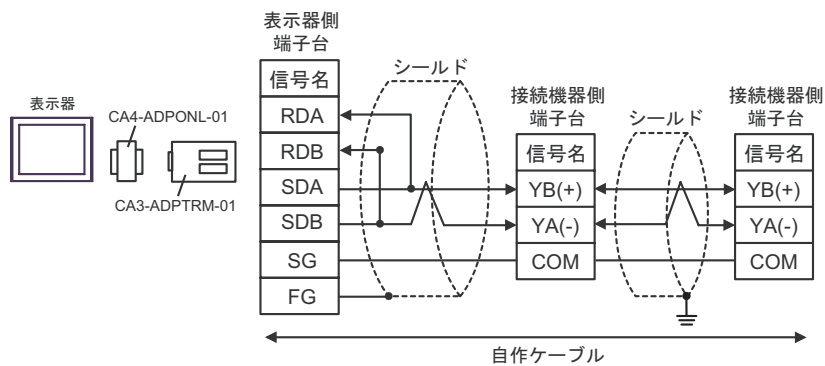 表示器
CA4-ADPONL-01
CA3-ADPTRM-01
表示器側
端子台
信号名
RDA
RDB
SDA
SDB
SG
FG
シールド
接続機器側
端子台
信号名
YB(+)
YA(-)
COM
シールド
接続機器側
端子台
信号名
YB(+)
YA(-)
COM
自作ケーブル